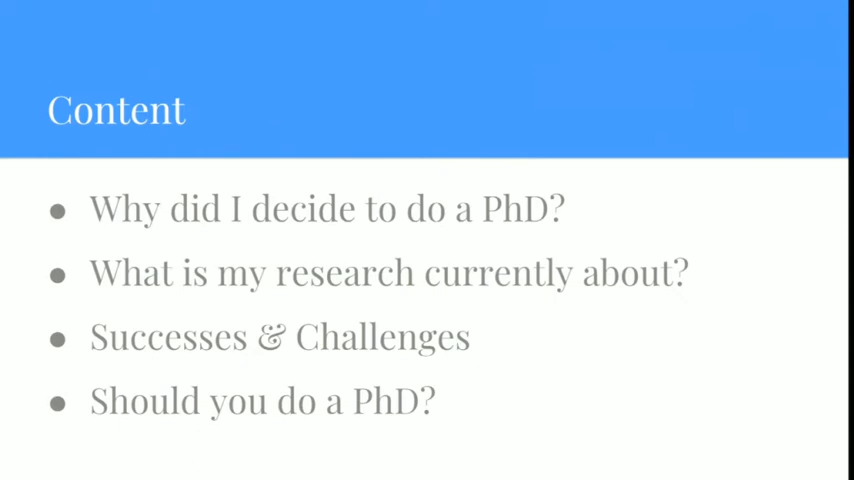 Content
● Why did I decide to do a PhD?
● What is my research currently about?
● Successes & Challenges
● Should you do a PhD?